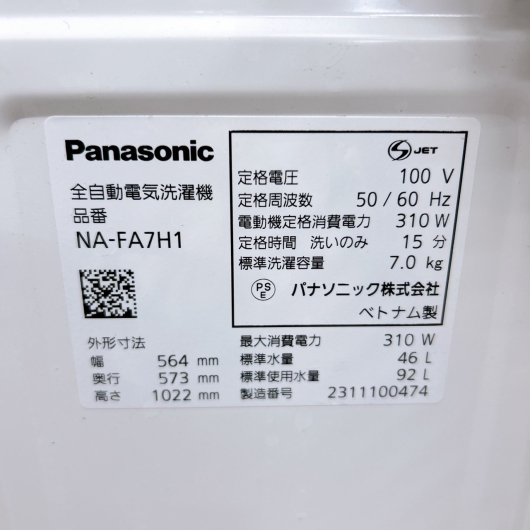 Panasonic
全自動電気洗濯機
品番
NA-FA7H1
外形寸法
幅 564 mm
奥行 573 mm
高さ 1022 mm
JET
定格電圧 100 V
定格周波数 50/60 Hz
電動機定格消費電力 310 W
定格時間 洗いのみ 15 分
標準洗濯容量 7.0 kg
PS
E
パナソニック株式会社
ベトナム製
最大消費電力 310 W
標準水量 46 L
標準使用水量 92 L
製造番号 2311100474